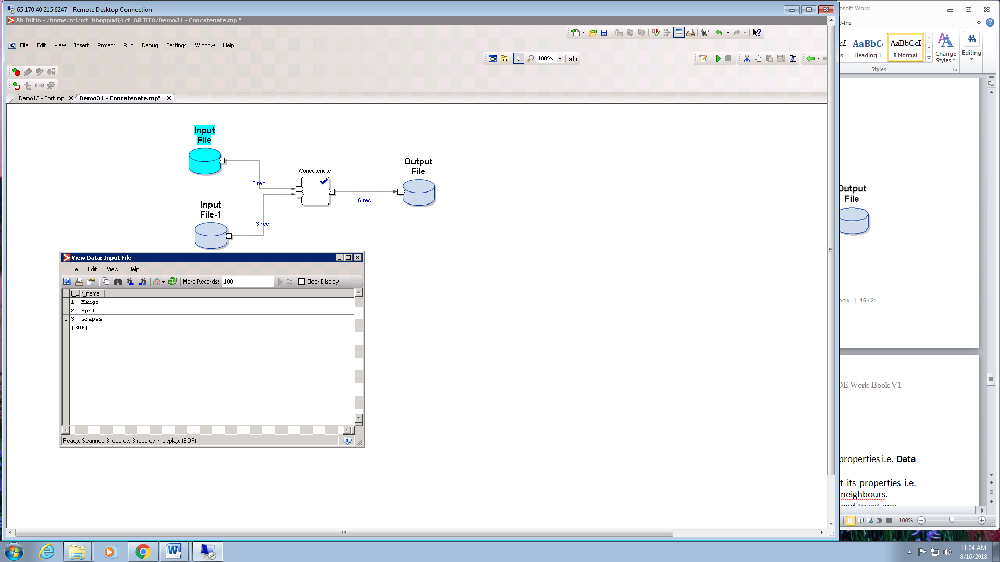 65.170.40.215:6247 - Remote Desktop Connection
Ab Initio - /home/rcf/rcf_hboppudi/rcf_ARJITA/Demo31 - Concatenate.mp *
File Edit View Insert Project Run Debug Settings Window Help
OK
100% ab
Demo13 - Sort.mp Demo31 - Concatenate.mp*
Input
File
3 rec
Concatenate
Output
File
6 rec
Input
File-1
3 rec
View Data: Input File
File Edit View Help
More Records: 100 Go Clear Display
f_... f_name
1 1 Mango
2 2 Apple
3 3 Grapes
[EOF]
Ready. Scanned 3 records. 3 records in display. (EOF)
osoft Word
d-Ins
AaBbC AaBbCcI
Heading 1 ¶ Normal
Change
Styles
Editing
Styles
Output
File
only. | 16 / 21
DE Work Book V1
properties i.e. Data
its properties i.e.
neighbours.
to set any
100%
11:04 AM
8/16/2018